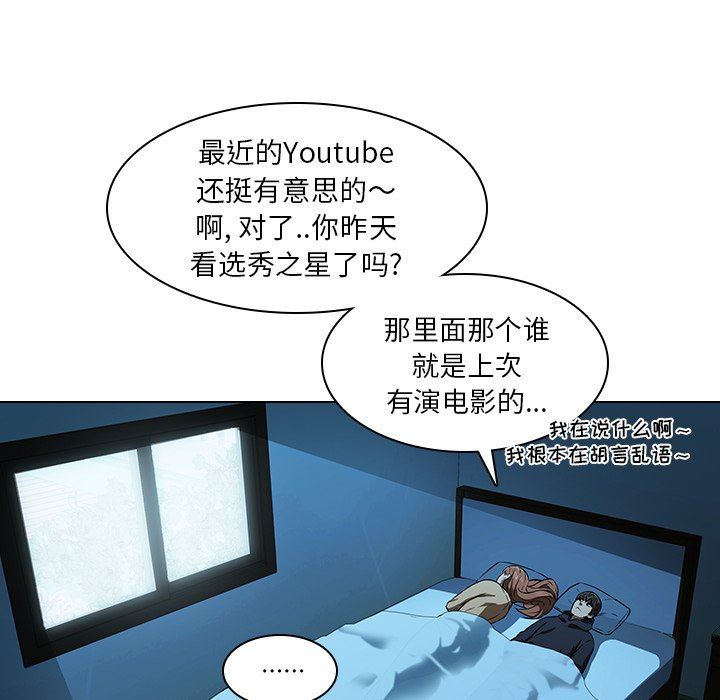 最近的Youtube
还挺有意思的～
啊, 对了..你昨天
看选秀之星了吗?
那里面那个谁
就是上次
有演电影的...
我在说什么啊~
我根本在胡言乱语~
......